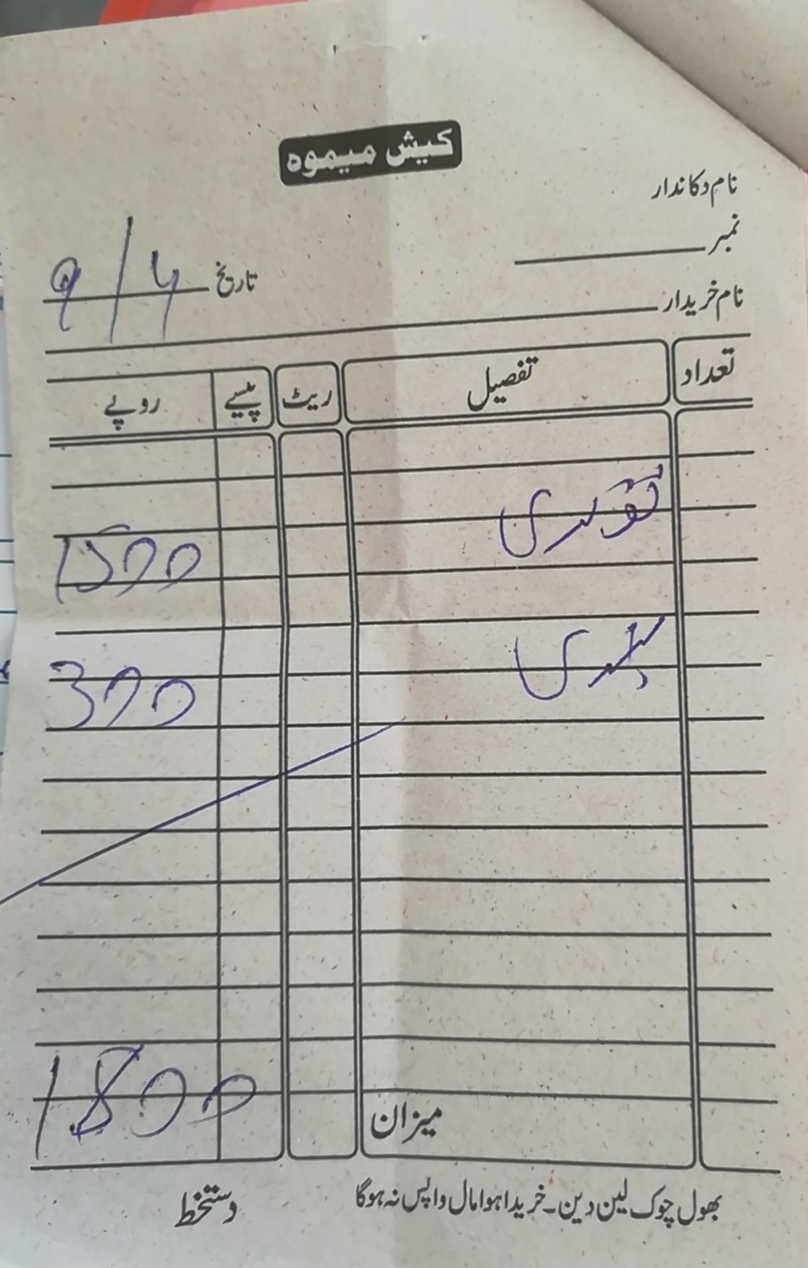 کیش میموہ
نام دکاندار
نمبر
تاریخ 9/4
نام خریدار
تعداد تفصیل ریٹ پیسے روپے
توری 1500
300
میزان 1800
بھول چوک لین دین۔ خریدا ہوا مال واپس نہ ہوگا
دستخط